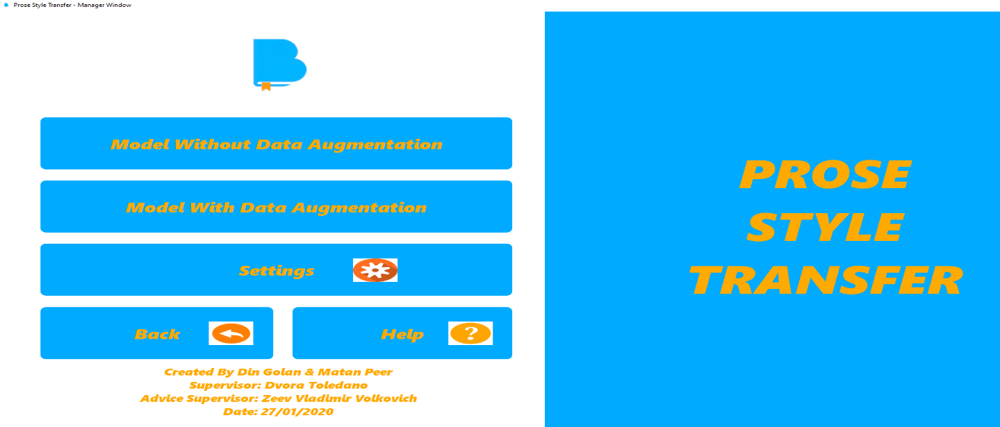 Prose Style Transfer - Manager Window
Model Without Data Augmentation
Model With Data Augmentation
Settings
Back
Help
?
Created By Din Golan & Matan Peer
Supervisor: Dvora Toledano
Advice Supervisor: Zeev Vladimir Volkovich
Date: 27/01/2020
PROSE
STYLE
TRANSFER